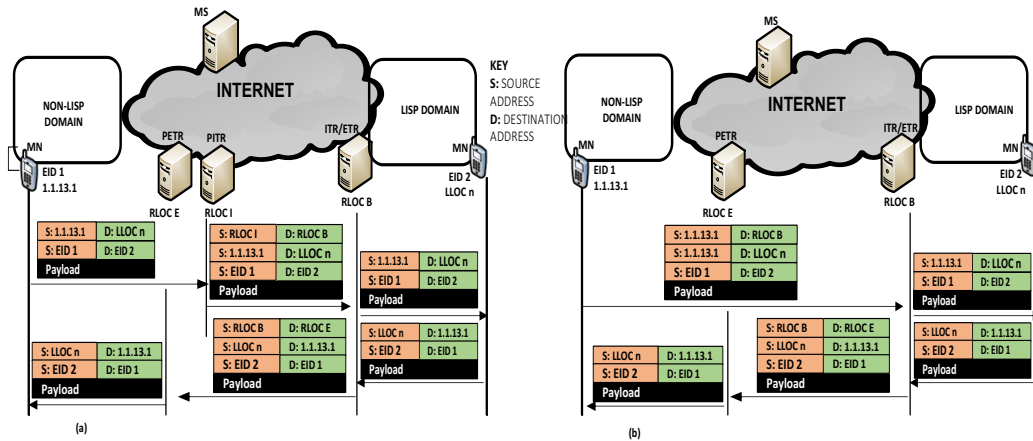 MS
INTERNET
NON-LISP
DOMAIN
LISP DOMAIN
KEY
S: SOURCE
ADDRESS
D: DESTINATION
ADDRESS
PETR
PITR
ITR/ETR
MN
EID 1
1.1.13.1
MN
EID 2
LLOC n
RLOC E
RLOC I
RLOC B
S: 1.1.13.1 D: LLOC n
S: EID 1 D: EID 2
Payload
S: RLOC I D: RLOC B
S: 1.1.13.1 D: LLOC n
S: EID 1 D: EID 2
Payload
S: 1.1.13.1 D: LLOC n
S: EID 1 D: EID 2
Payload
S: LLOC n D: 1.1.13.1
S: EID 2 D: EID 1
Payload
S: RLOC B D: RLOC E
S: LLOC n D: 1.1.13.1
S: EID 2 D: EID 1
Payload
S: LLOC n D: 1.1.13.1
S: EID 2 D: EID 1
Payload
(a)
MS
INTERNET
NON-LISP
DOMAIN
LISP DOMAIN
PETR
ITR/ETR
MN
EID 1
1.1.13.1
MN
EID 2
LLOC n
RLOC E
RLOC B
S: 1.1.13.1 D: RLOC B
S: 1.1.13.1 D: LLOC n
S: EID 1 D: EID 2
Payload
S: 1.1.13.1 D: LLOC n
S: EID 1 D: EID 2
Payload
S: LLOC n D: 1.1.13.1
S: EID 2 D: EID 1
Payload
S: RLOC B D: RLOC E
S: LLOC n D: 1.1.13.1
S: EID 2 D: EID 1
Payload
S: LLOC n D: 1.1.13.1
S: EID 2 D: EID 1
Payload
(b)